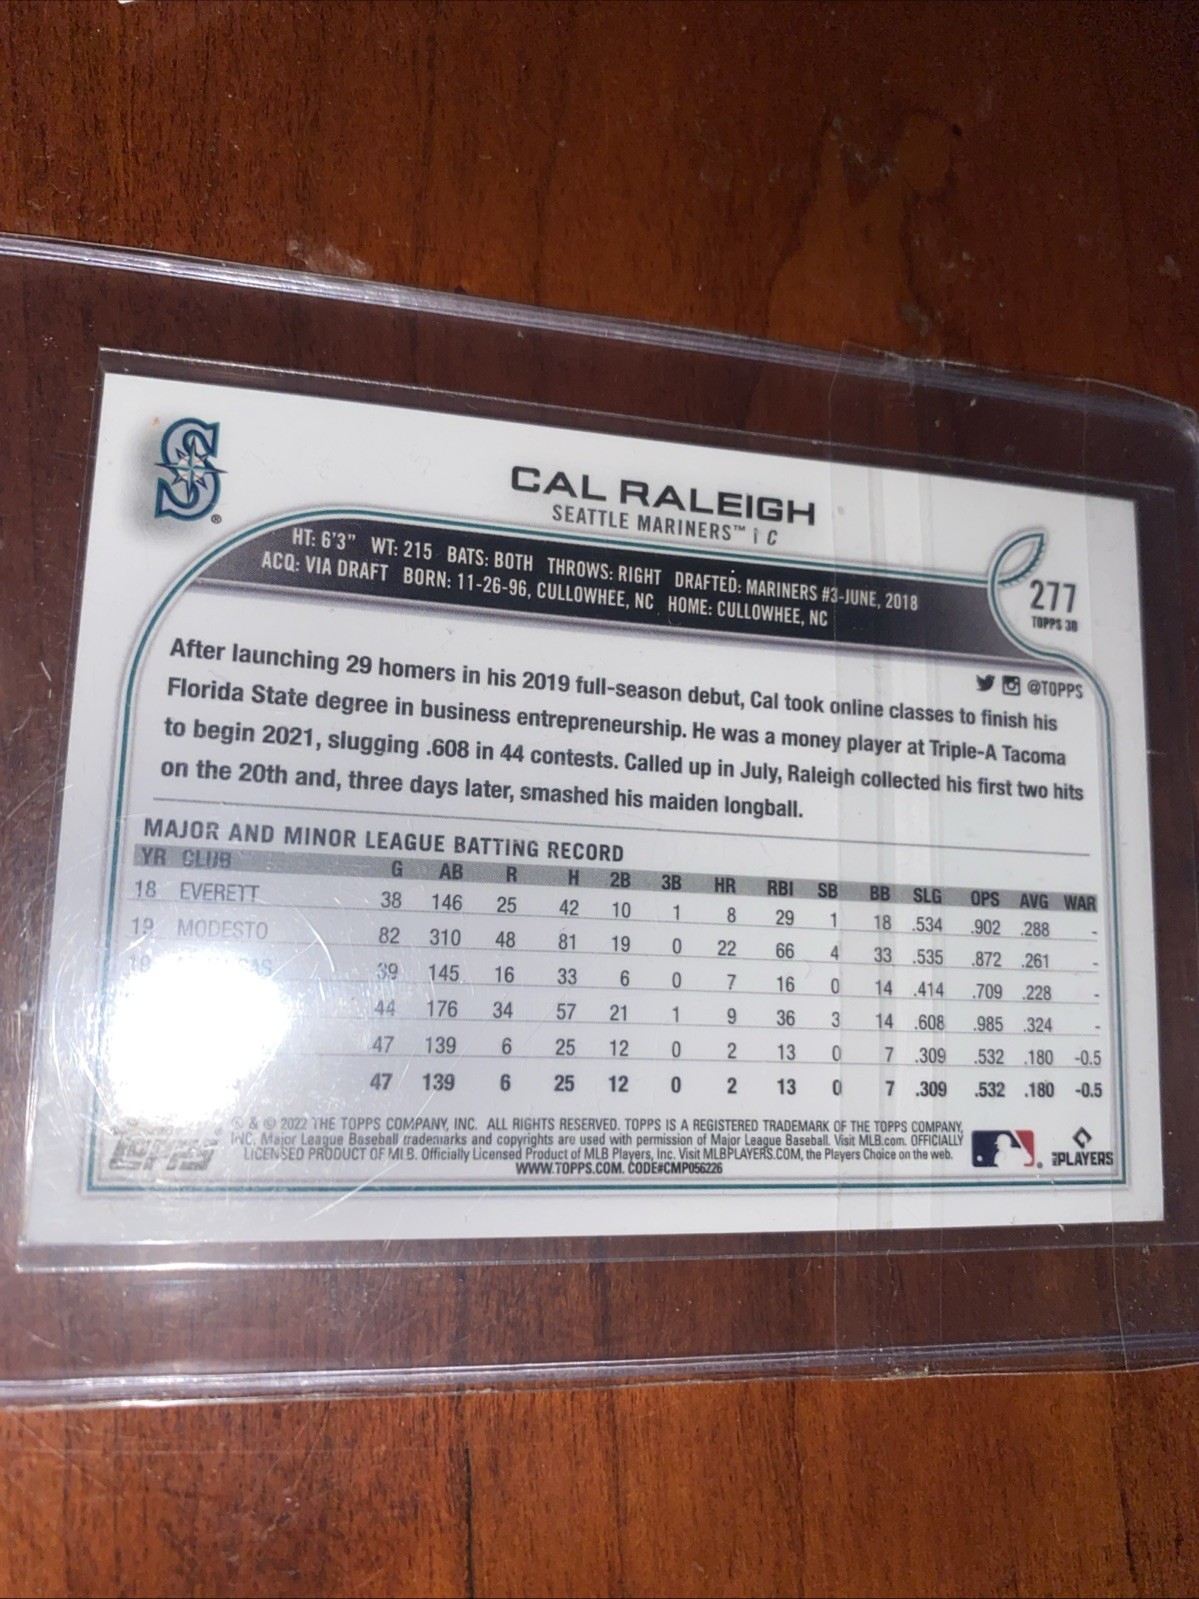 S®
CAL RALEIGH
SEATTLE MARINERS™ | C
HT: 6'3" WT: 215 BATS: BOTH THROWS: RIGHT DRAFTED: MARINERS #3-JUNE, 2018
ACQ: VIA DRAFT BORN: 11-26-96, CULLOWHEE, NC HOME: CULLOWHEE, NC
277
TOPPS 3D
@TOPPS
After launching 29 homers in his 2019 full-season debut, Cal took online classes to finish his
Florida State degree in business entrepreneurship. He was a money player at Triple-A Tacoma
to begin 2021, slugging .608 in 44 contests. Called up in July, Raleigh collected his first two hits
on the 20th and, three days later, smashed his maiden longball.
MAJOR AND MINOR LEAGUE BATTING RECORD
YR CLUB G AB R H 2B 3B HR RBI SB BB SLG OPS AVG WAR
18 EVERETT 38 146 25 42 10 1 8 29 1 18 .534 .902 .288 -
19 MODESTO 82 310 48 81 19 0 22 66 4 33 .535 .872 .261 -
19 39 145 16 33 6 0 7 16 0 14 .414 .709 .228 -
44 176 34 57 21 1 9 36 3 14 .608 .985 .324 -
47 139 6 25 12 0 2 13 0 7 .309 .532 .180 -0.5
47 139 6 25 12 0 2 13 0 7 .309 .532 .180 -0.5
topps
® & © 2022 THE TOPPS COMPANY, INC. ALL RIGHTS RESERVED. TOPPS IS A REGISTERED TRADEMARK OF THE TOPPS COMPANY,
INC. Major League Baseball trademarks and copyrights are used with permission of Major League Baseball. Visit MLB.com. OFFICIALLY
LICENSED PRODUCT OF MLB. Officially Licensed Product of MLB Players, Inc. Visit MLBPLAYERS.COM, the Players Choice on the web.
WWW.TOPPS.COM. CODE#CMP056226
PLAYERS